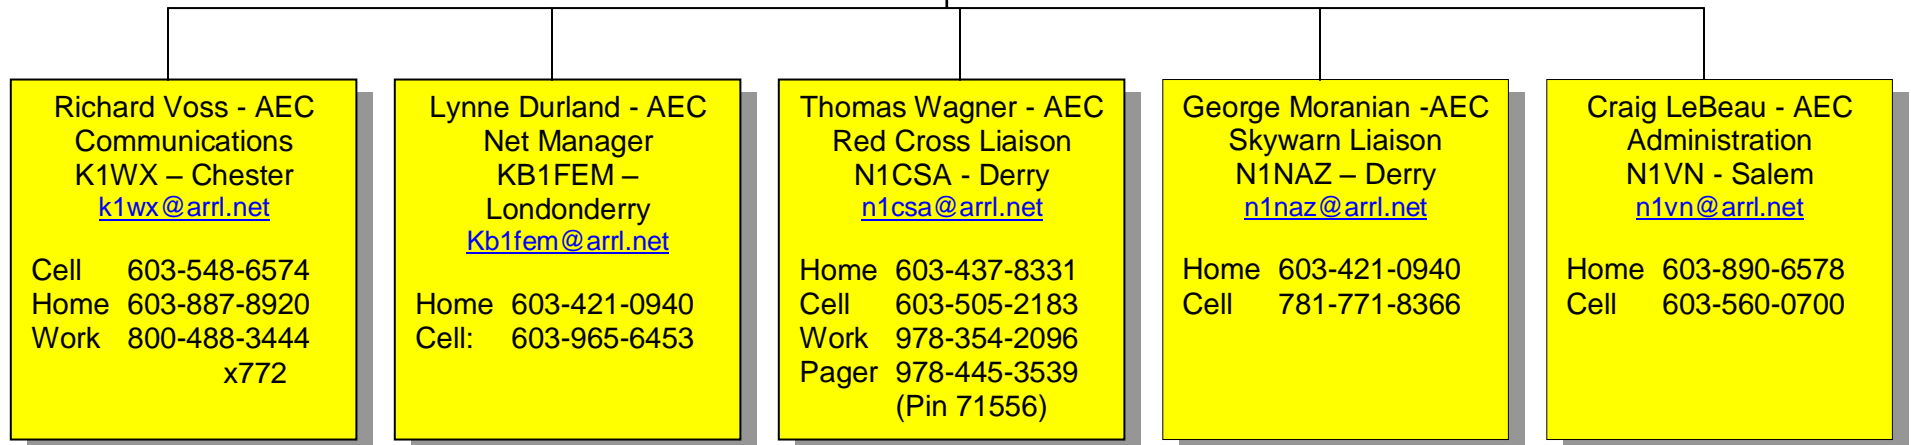 Richard Voss - AEC
Communications
K1WX – Chester
k1wx@arrl.net
Cell 603-548-6574
Home 603-887-8920
Work 800-488-3444
x772
Lynne Durland - AEC
Net Manager
KB1FEM –
Londonderry
Kb1fem@arrl.net
Home 603-421-0940
Cell: 603-965-6453
Thomas Wagner - AEC
Red Cross Liaison
N1CSA - Derry
n1csa@arrl.net
Home 603-437-8331
Cell 603-505-2183
Work 978-354-2096
Pager 978-445-3539
(Pin 71556)
George Moranian -AEC
Skywarn Liaison
N1NAZ – Derry
n1naz@arrl.net
Home 603-421-0940
Cell 781-771-8366
Craig LeBeau - AEC
Administration
N1VN - Salem
n1vn@arrl.net
Home 603-890-6578
Cell 603-560-0700